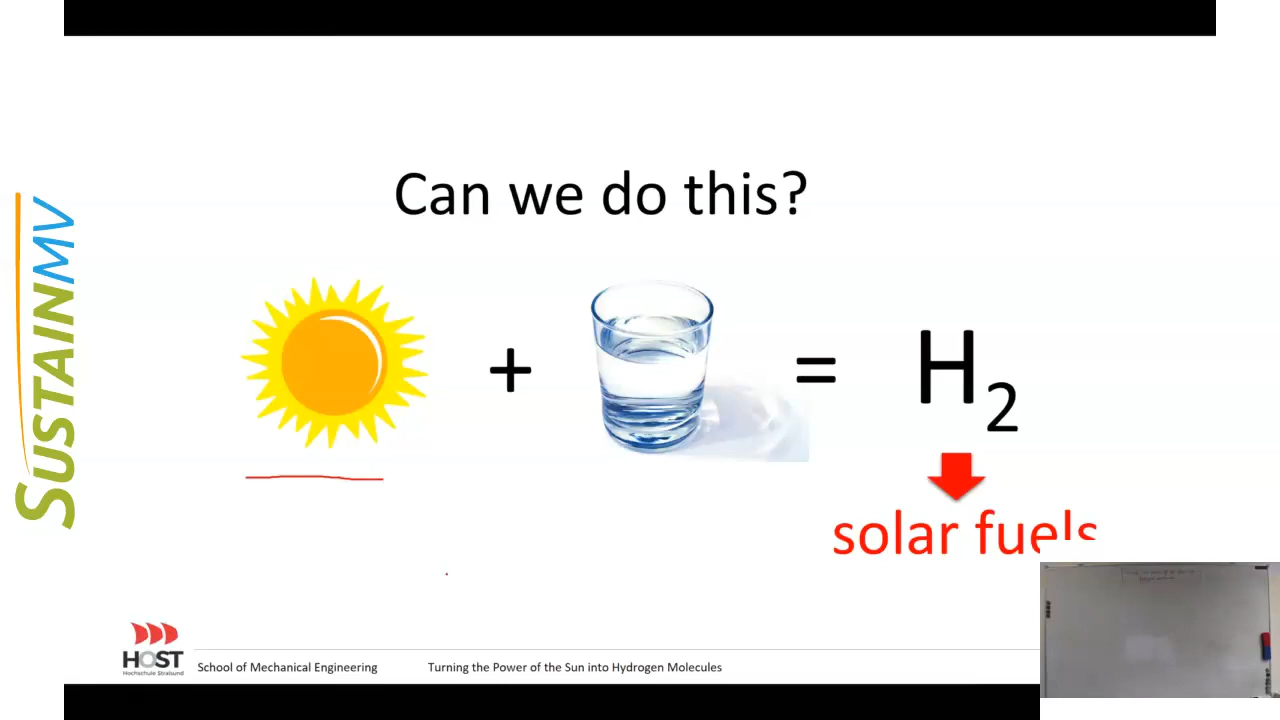 Can we do this?
+
= H2
solar fuels
SUSTAINMV
HOST
Hochschule Stralsund
School of Mechanical Engineering
Turning the Power of the Sun into Hydrogen Molecules